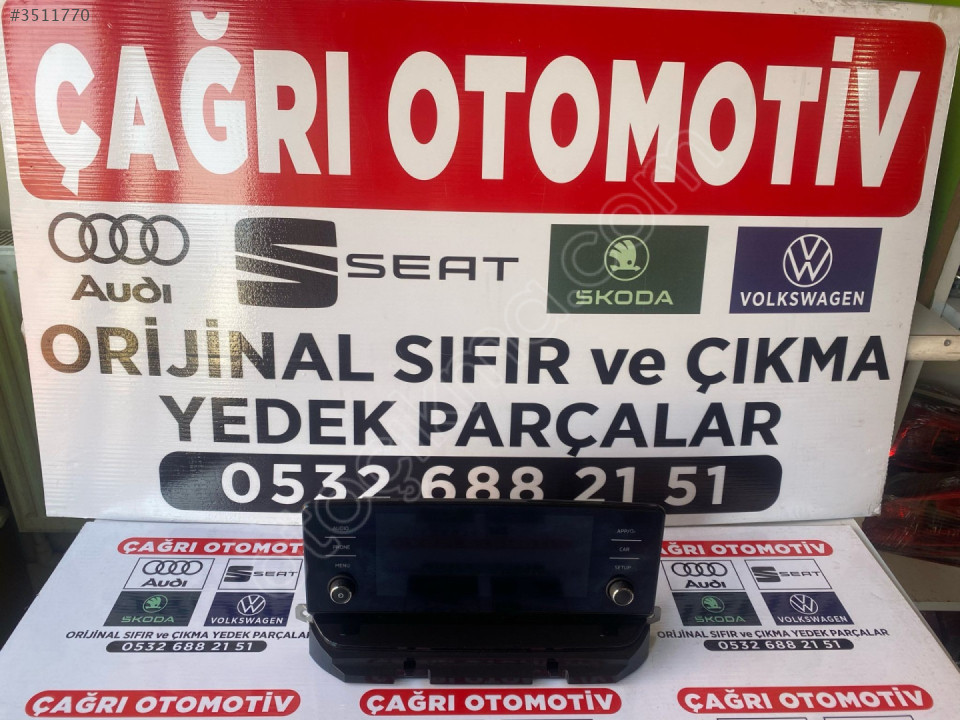 #3511770
ÇAĞRI OTOMOTİV
Audi SEAT ŠKODA VOLKSWAGEN
ORİJİNAL SIFIR ve ÇIKMA
YEDEK PARÇALAR
0532 688 21 51
PHONE
MENU
APPS
CAR
SETUP
ÇAĞRI OTOMOTİV
Audi SEAT
ŠKODA VOLKSWAGEN
ORİJİNAL SIFIR ve ÇIKMA YEDEK PARÇALAR
0532 688 21 51
OTOMOTİV
Audi SEAT
ŠKODA VOLKSWAGEN
ORİJİNAL SIFIR ve ÇIKMA YEDEK PARÇALAR
0532 688 21 51
ÇAĞRI OTOMOTİV
ÇAĞRI OTOMOTİV
ÇAĞRI OTOMOTİV